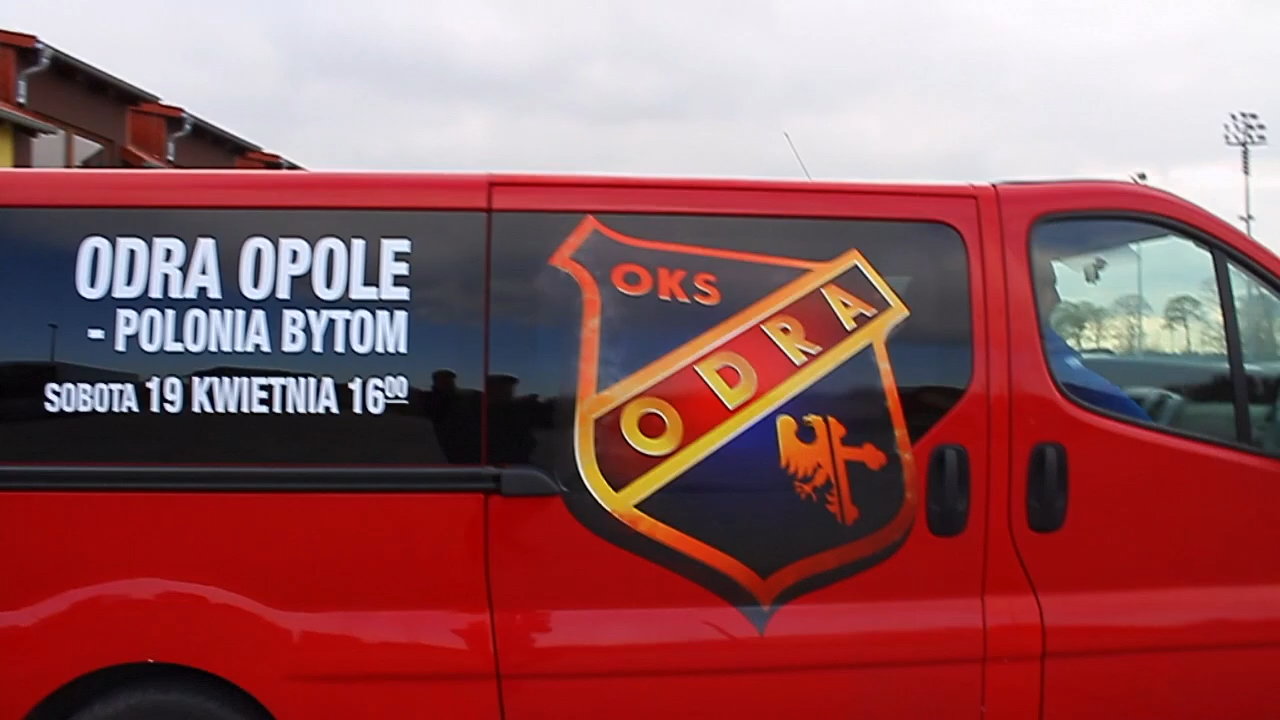 ODRA OPOLE
- POLONIA BYTOM
SOBOTA 19 KWIETNIA 16⁰⁰
OKS
ODRA